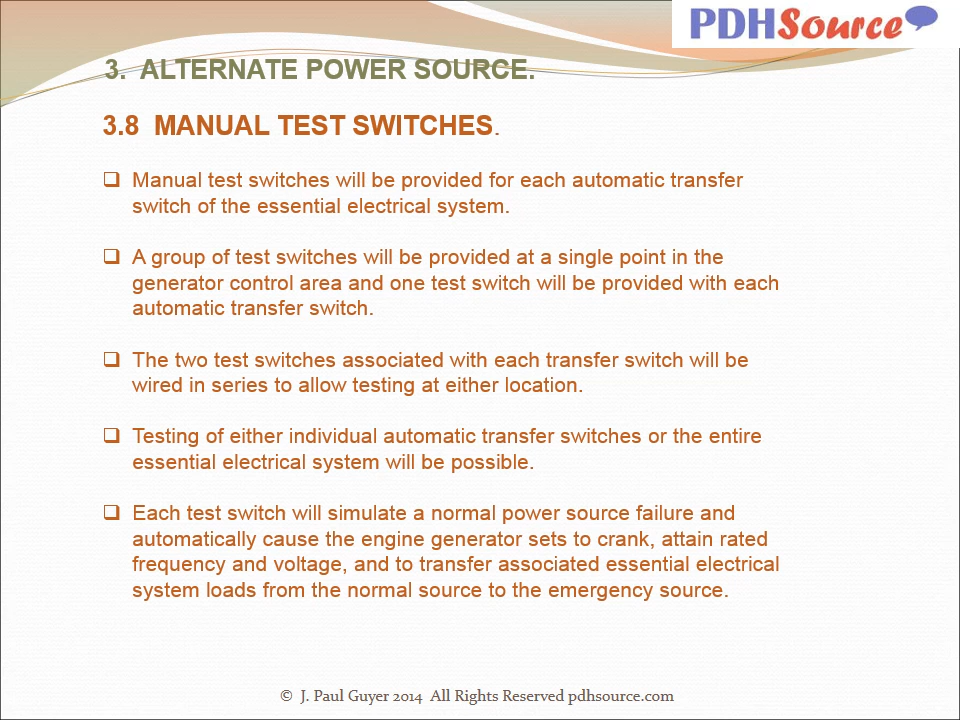 PDHSource
3.  ALTERNATE POWER SOURCE.
3.8  MANUAL TEST SWITCHES.
❑ Manual test switches will be provided for each automatic transfer
switch of the essential electrical system.
❑ A group of test switches will be provided at a single point in the
generator control area and one test switch will be provided with each
automatic transfer switch.
❑ The two test switches associated with each transfer switch will be
wired in series to allow testing at either location.
❑ Testing of either individual automatic transfer switches or the entire
essential electrical system will be possible.
❑ Each test switch will simulate a normal power source failure and
automatically cause the engine generator sets to crank, attain rated
frequency and voltage, and to transfer associated essential electrical
system loads from the normal source to the emergency source.
© J. Paul Guyer 2014 All Rights Reserved pdhsource.com